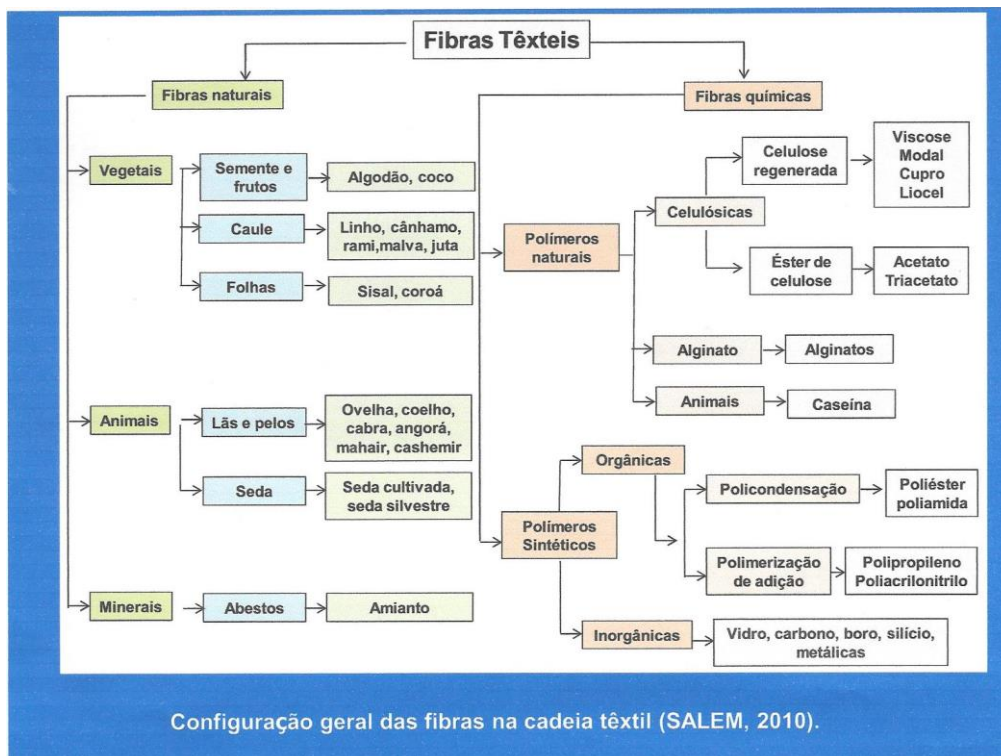 Fibras Têxteis
Fibras naturais
Vegetais
Semente e
frutos
Algodão, coco
Caule
Linho, cânhamo,
rami,malva, juta
Folhas
Sisal, coroá
Animais
Lãs e pelos
Ovelha, coelho,
cabra, angorá,
mahair, cashemir
Seda
Seda cultivada,
seda silvestre
Minerais
Abestos
Amianto
Fibras químicas
Polímeros
naturais
Celulósicas
Celulose
regenerada
Viscose
Modal
Cupro
Liocel
Éster de
celulose
Acetato
Triacetato
Alginato
Alginatos
Animais
Caseína
Polímeros
Sintéticos
Orgânicas
Policondensação
Poliéster
poliamida
Polimerização
de adição
Polipropileno
Poliacrilonitrilo
Inorgânicas
Vidro, carbono, boro, silício,
metálicas
Configuração geral das fibras na cadeia têxtil (SALEM, 2010).